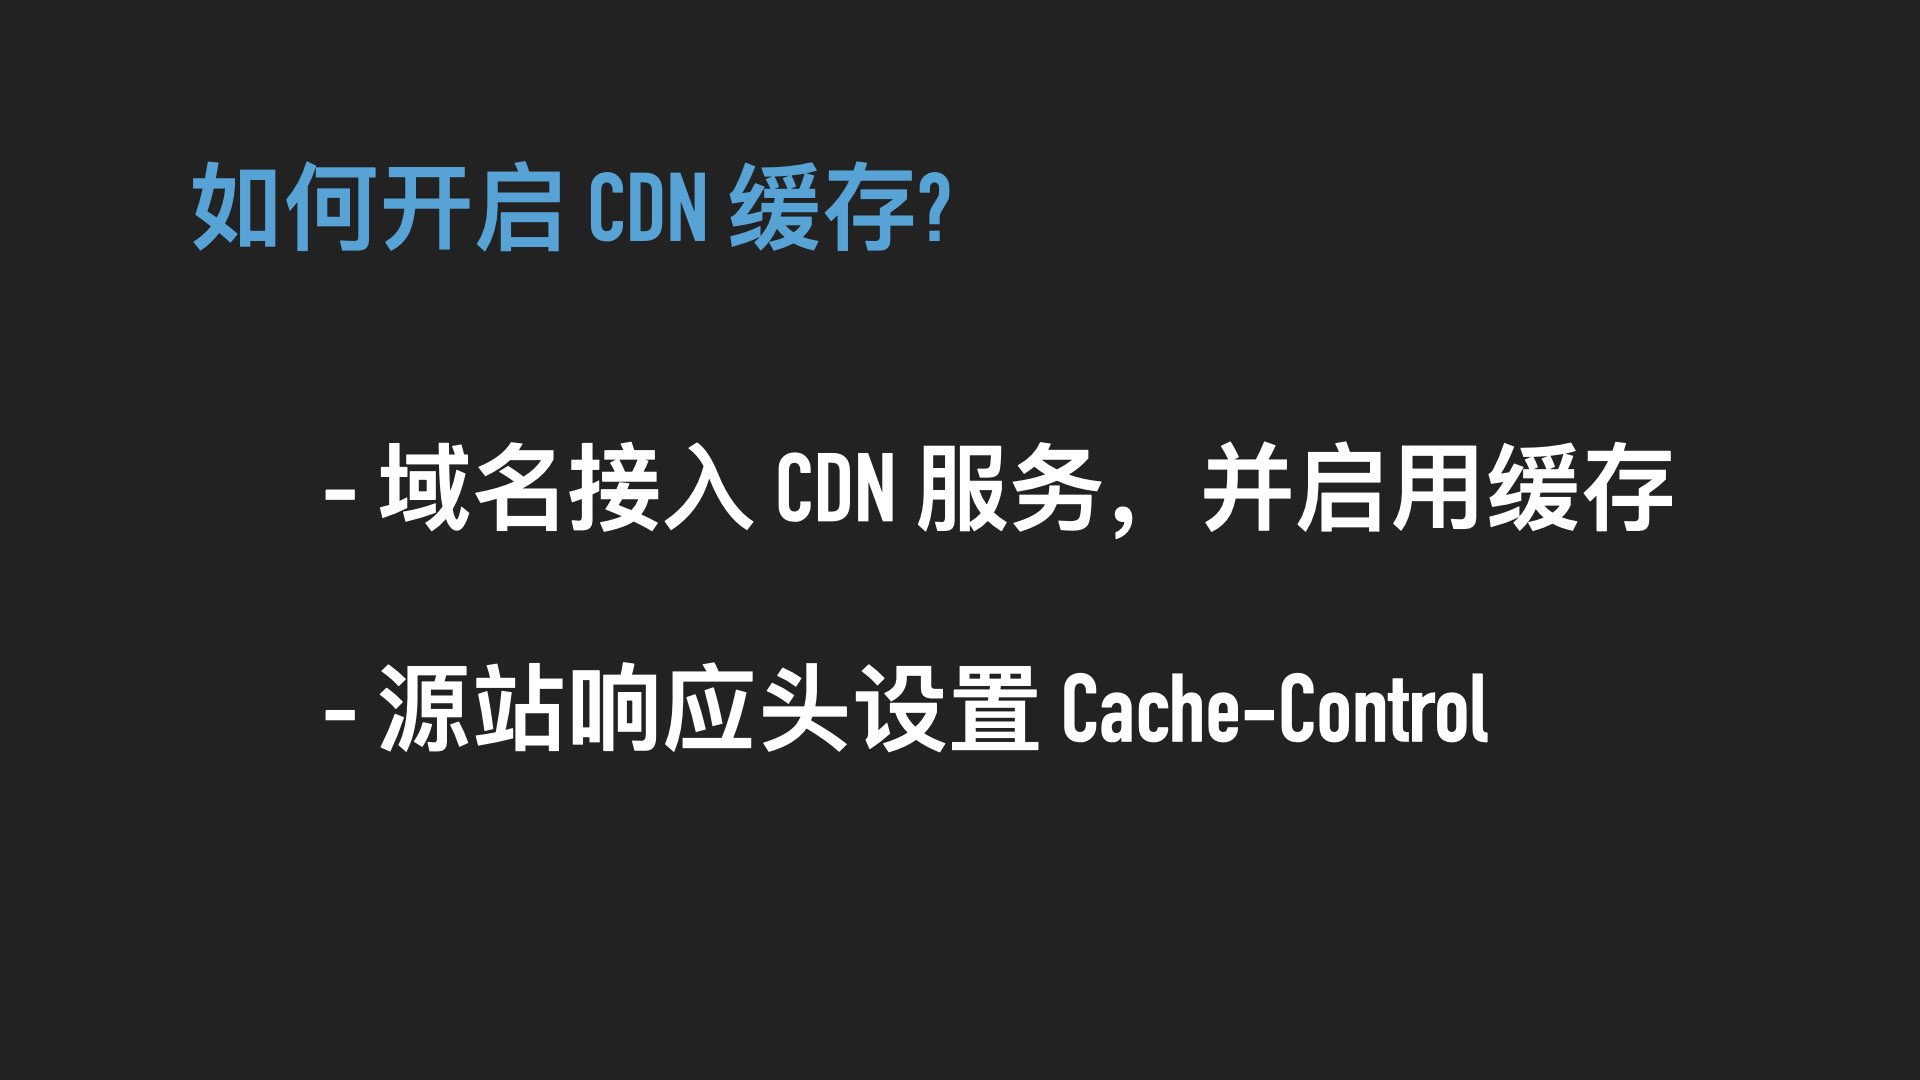 如何开启 CDN 缓存?
- 域名接入 CDN 服务，并启用缓存
- 源站响应头设置 Cache-Control